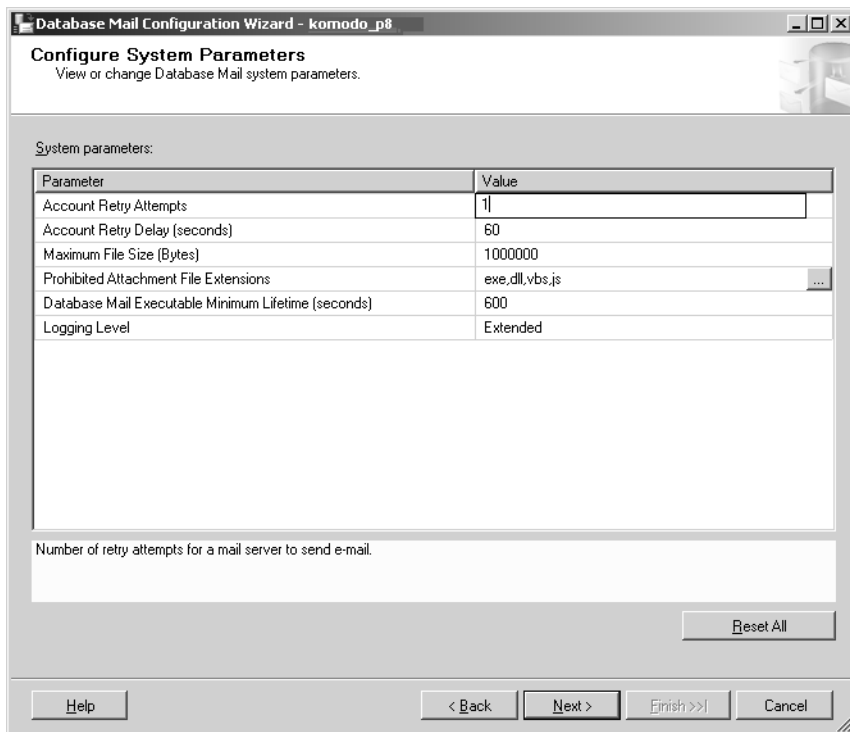 Database Mail Configuration Wizard - komodo_p8
Configure System Parameters
View or change Database Mail system parameters.
System parameters:
Parameter Value
Account Retry Attempts 1
Account Retry Delay (seconds) 60
Maximum File Size (Bytes) 1000000
Prohibited Attachment File Extensions exe,dll,vbs,js ...
Database Mail Executable Minimum Lifetime (seconds) 600
Logging Level Extended
Number of retry attempts for a mail server to send e-mail.
Reset All
Help < Back Next > Finish >>| Cancel